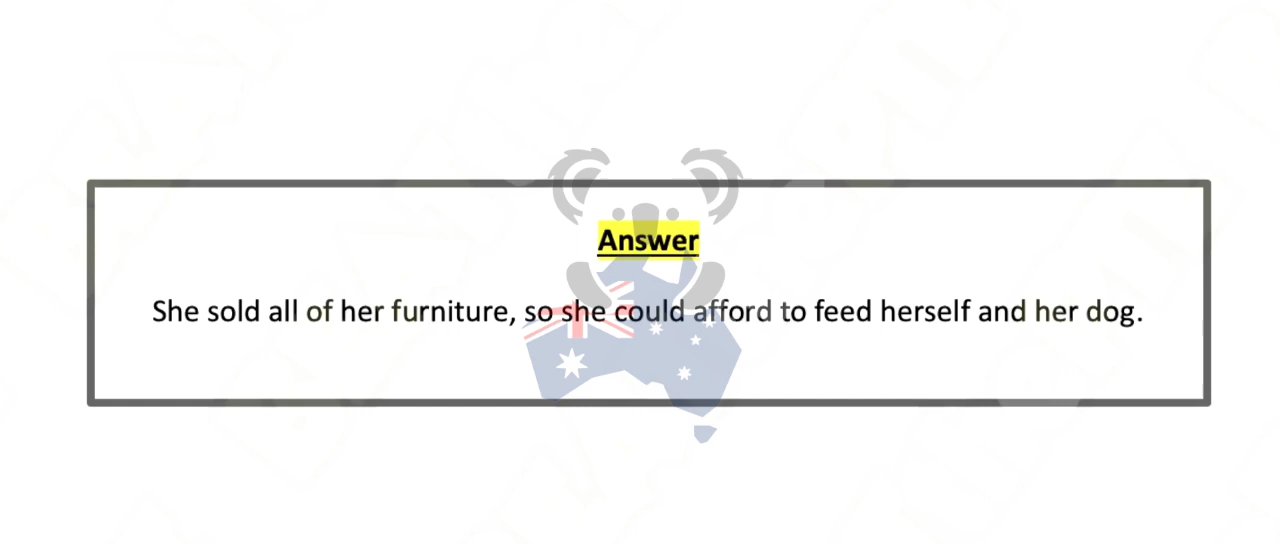 Answer
She sold all of her furniture, so she could afford to feed herself and her dog.